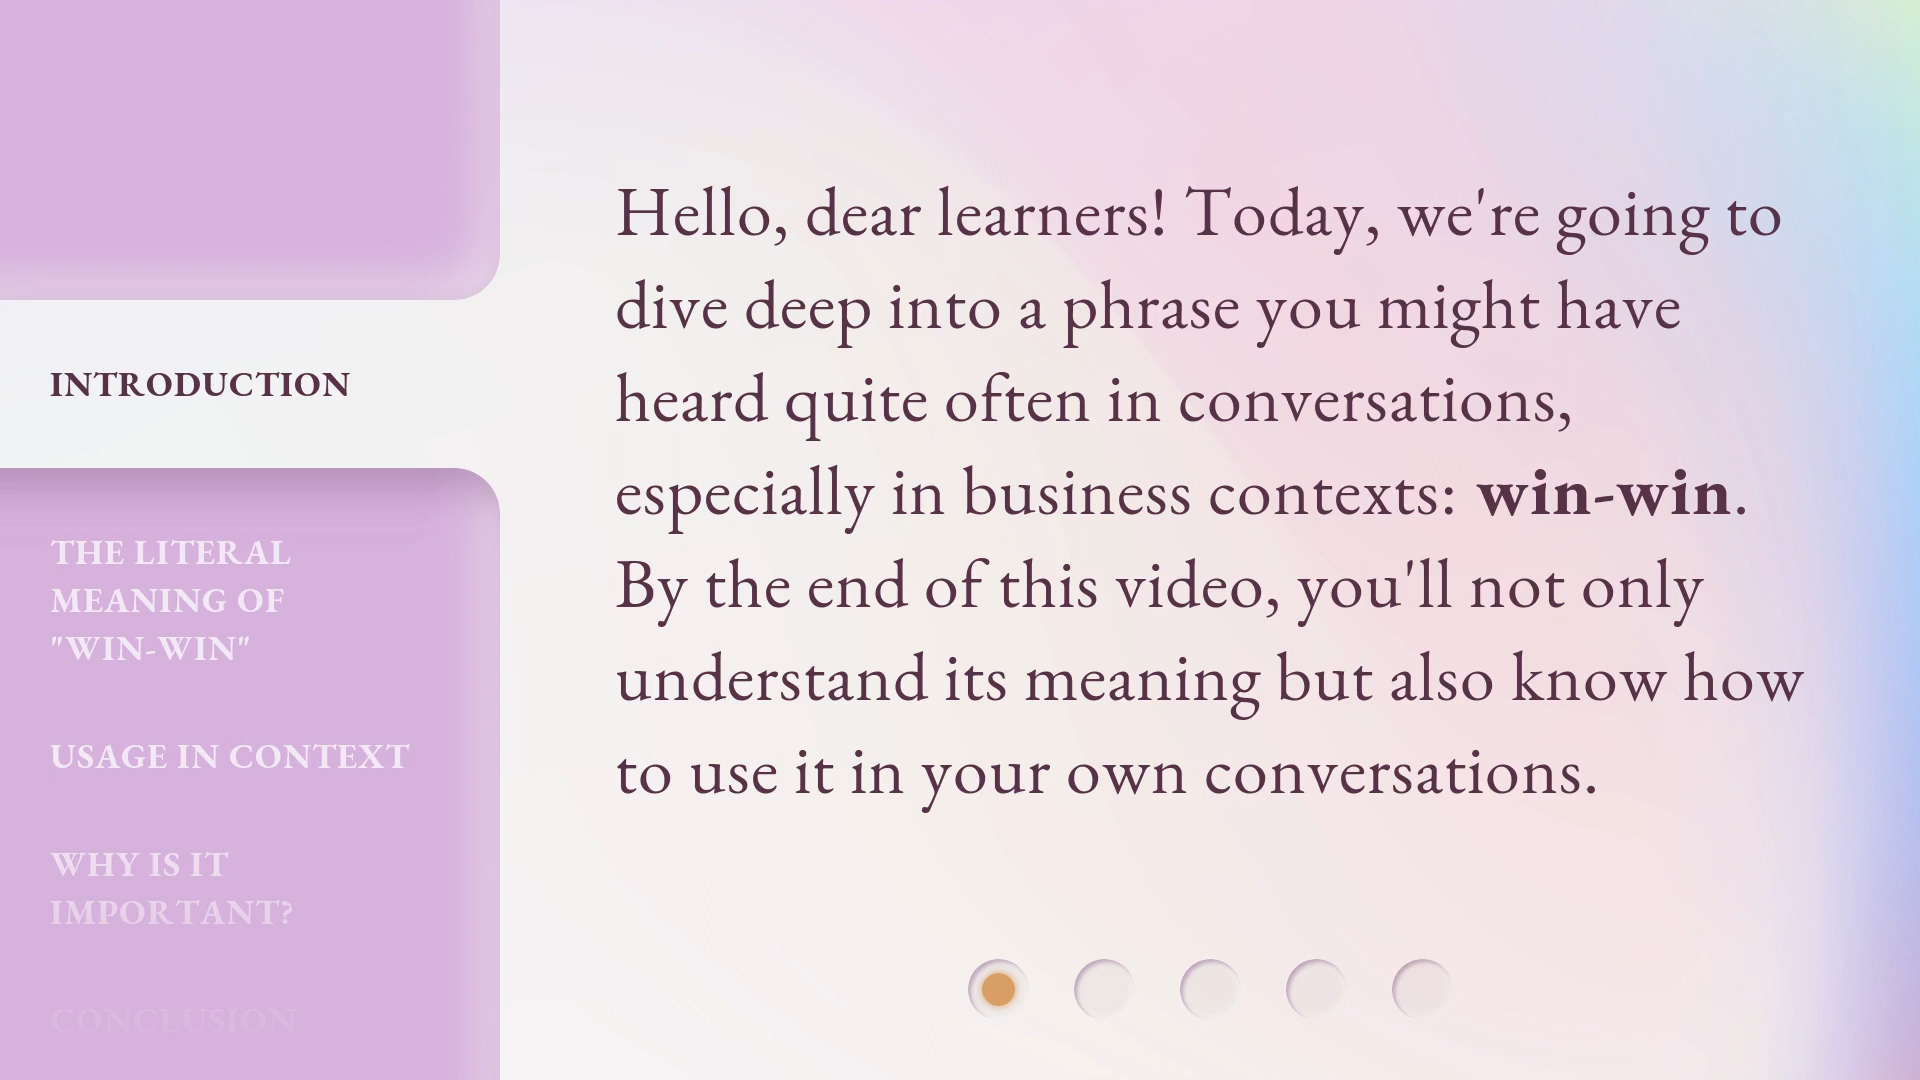 INTRODUCTION
THE LITERAL
MEANING OF
"WIN-WIN"
USAGE IN CONTEXT
WHY IS IT
IMPORTANT?
CONCLUSION
Hello, dear learners! Today, we're going to
dive deep into a phrase you might have
heard quite often in conversations,
especially in business contexts: win-win.
By the end of this video, you'll not only
understand its meaning but also know how
to use it in your own conversations.